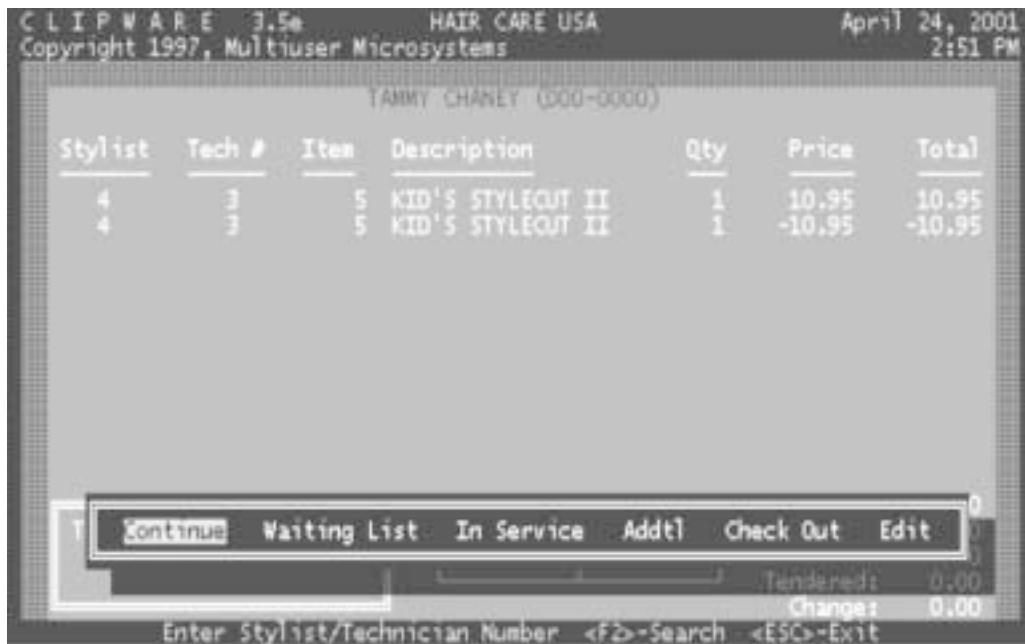 C L I P W A R E 3.5e HAIR CARE USA April 24, 2001
Copyright 1997, Multiuser Microsystems 2:51 PM
TAMMY CHANEY (000-0000)
Stylist Tech # Item Description Qty Price Total
4 3 5 KID'S STYLECUT II 1 10.95 10.95
4 3 5 KID'S STYLECUT II 1 -10.95 -10.95
Continue Waiting List In Service Addtl Check Out Edit
Tendered: 0.00
Change: 0.00
Enter Stylist/Technician Number <F2>-Search <ESC>-Exit